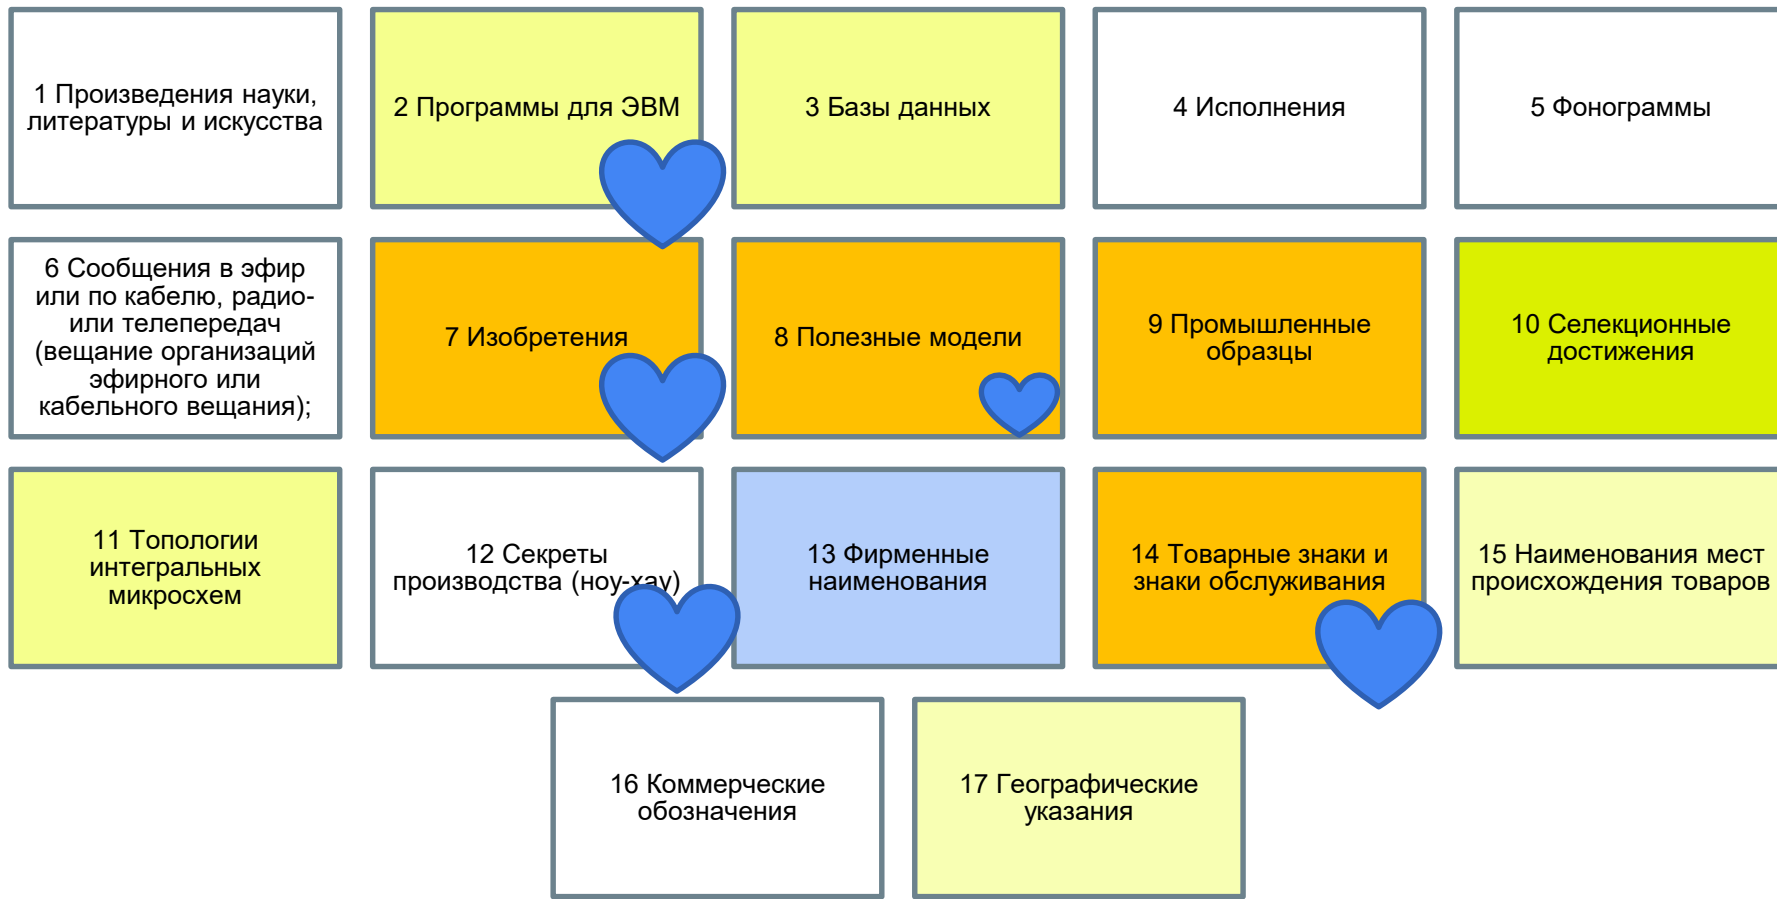 1 Произведения науки,
литературы и искусства
2 Программы для ЭВМ
3 Базы данных
4 Исполнения
5 Фонограммы
6 Сообщения в эфир
или по кабелю, радио-
или телепередач
(вещание организаций
эфирного или
кабельного вещания);
7 Изобретения
8 Полезные модели
9 Промышленные
образцы
10 Селекционные
достижения
11 Топологии
интегральных
микросхем
12 Секреты
производства (ноу-хау)
13 Фирменные
наименования
14 Товарные знаки и
знаки обслуживания
15 Наименования мест
происхождения товаров
16 Коммерческие
обозначения
17 Географические
указания